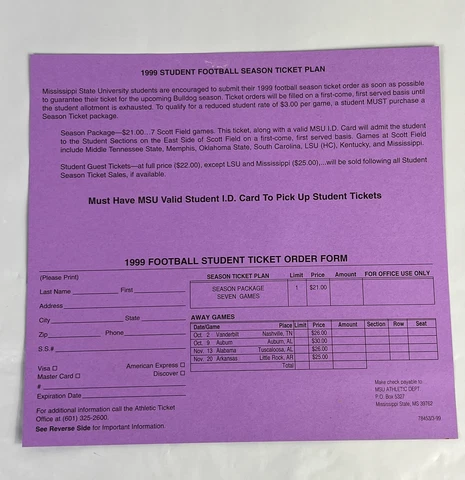 1999 STUDENT FOOTBALL SEASON TICKET PLAN
Mississippi State University students are encouraged to submit their 1999 football season ticket order as soon as possible
to guarantee their ticket for the upcoming Bulldog season. Ticket orders will be filled on a first-come, first served basis until
the student allotment is exhausted. To qualify for a reduced student rate of $3.00 per game, a student MUST purchase a
Season Ticket package.
Season Package—$21.00...7 Scott Field games. This ticket, along with a valid MSU I.D. Card will admit the student
to the Student Sections on the East Side of Scott Field on a first-come, first served basis. Games at Scott Field
include Middle Tennessee State, Memphis, Oklahoma State, South Carolina, LSU (HC), Kentucky, and Mississippi.
Student Guest Tickets—at full price ($22.00), except LSU and Mississippi ($25.00),...will be sold following all Student
Season Ticket Sales, if available.
Must Have MSU Valid Student I.D. Card To Pick Up Student Tickets
1999 FOOTBALL STUDENT TICKET ORDER FORM
(Please Print)
Last Name First
Address
City State
Zip Phone
S.S.#
Visa American Express
Master Card Discover
#
Expiration Date
For additional information call the Athletic Ticket
Office at (601) 325-2600.
See Reverse Side for Important Information.
SEASON TICKET PLAN Limit Price Amount FOR OFFICE USE ONLY
SEASON PACKAGE 1 $21.00
SEVEN GAMES
AWAY GAMES
Date/Game Place Limit Price Amount Section Row Seat
Oct. 2 Vanderbilt Nashville, TN $26.00
Oct. 9 Auburn Auburn, AL $30.00
Nov. 13 Alabama Tuscaloosa, AL $26.00
Nov. 20 Arkansas Little Rock, AR $25.00
Total
Make check payable to:
MSU ATHLETIC DEPT
P.O. Box 5327
Mississippi State, MS 39762